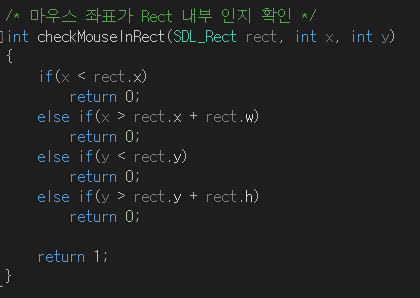 /* 마우스 좌표가 Rect 내부 인지 확인 */
int checkMouseInRect(SDL_Rect rect, int x, int y)
{
    if(x < rect.x)
        return 0;
    else if(x > rect.x + rect.w)
        return 0;
    else if(y < rect.y)
        return 0;
    else if(y > rect.y + rect.h)
        return 0;

    return 1;
}